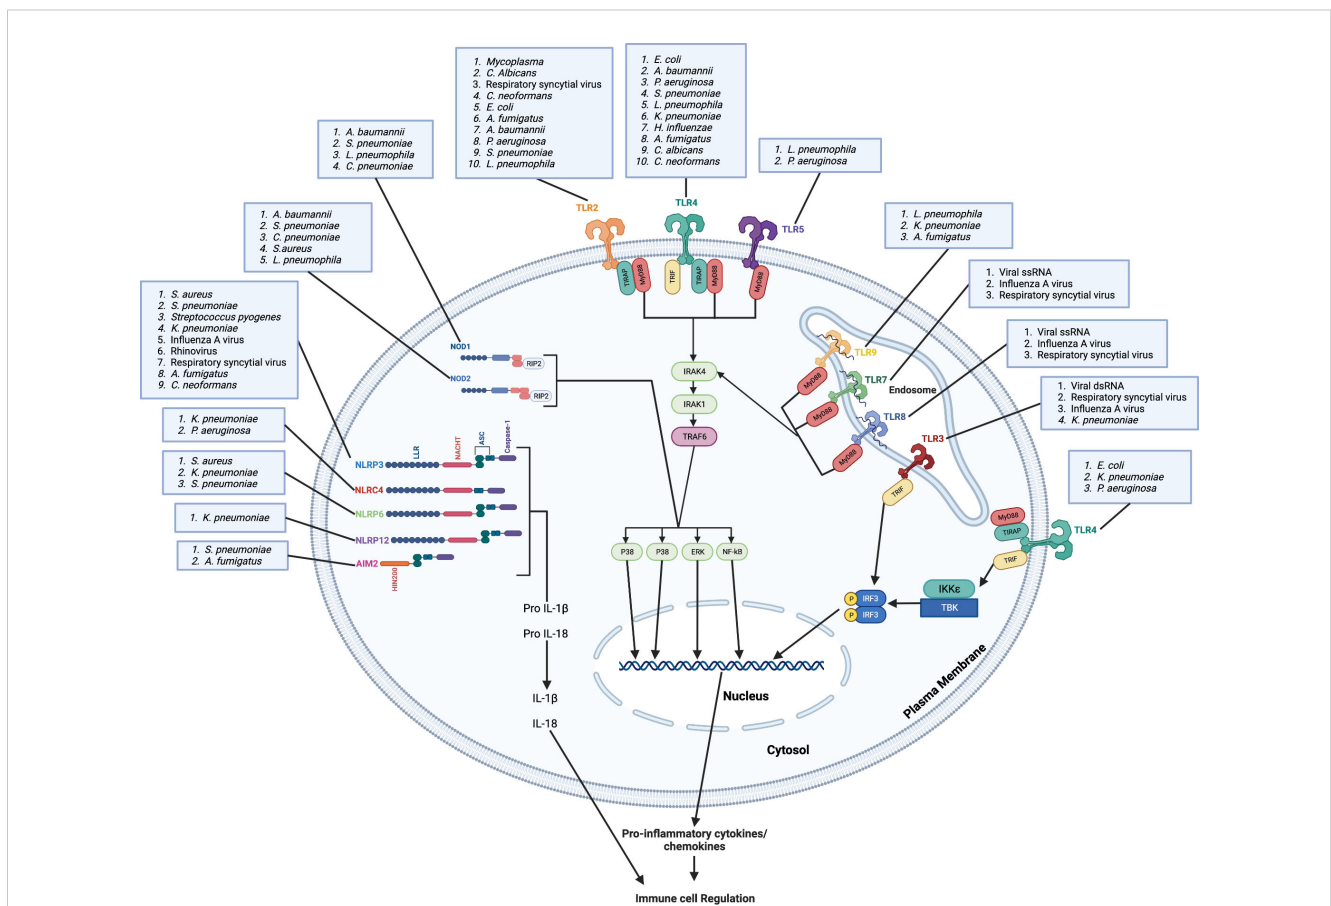 1. Mycoplasma
2. C. Albicans
3. Respiratory syncytial virus
4. C. neoformans
5. E. coli
6. A. fumigatus
7. A. baumannii
8. P. aeruginosa
9. S. pneumoniae
10. L. pneumophila
1. E. coli
2. A. baumannii
3. P. aeruginosa
4. S. pneumoniae
5. L. pneumophila
6. K. pneumoniae
7. H. influenzae
8. A. fumigatus
9. C. albicans
10. C. neoformans
1. L. pneumophila
2. P. aeruginosa
1. A. baumannii
2. S. pneumoniae
3. L. pneumophila
4. C. pneumoniae
1. A. baumannii
2. S. pneumoniae
3. C. pneumoniae
4. S.aureus
5. L. pneumophila
1. S. aureus
2. S. pneumoniae
3. Streptococcus pyogenes
4. K. pneumoniae
5. Influenza A virus
6. Rhinovirus
7. Respiratory syncytial virus
8. A. fumigatus
9. C. neoformans
1. K. pneumoniae
2. P. aeruginosa
1. S. aureus
2. K. pneumoniae
3. S. pneumoniae
1. K. pneumoniae
1. S. pneumoniae
2. A. fumigatus
1. L. pneumophila
2. K. pneumoniae
3. A. fumigatus
1. Viral ssRNA
2. Influenza A virus
3. Respiratory syncytial virus
1. Viral ssRNA
2. Influenza A virus
3. Respiratory syncytial virus
1. Viral dsRNA
2. Respiratory syncytial virus
3. Influenza A virus
4. K. pneumoniae
1. E. coli
2. K. pneumoniae
3. P. aeruginosa
TLR2
TLR4
TLR5
TIRAP
MyD88
TRIF
TIRAP
MyD88
MyD88
NOD1
RIP2
NOD2
RIP2
LLR
NACHT
ASC
Caspase-1
NLRP3
NLRC4
NLRP6
NLRP12
AIM2
HIN200
Pro IL-1β
Pro IL-18
IL-1β
IL-18
IRAK4
IRAK1
TRAF6
P38
P38
ERK
NF-kB
TLR9
MyD88
TLR7
Endosome
MyD88
TLR8
MyD88
TLR3
TRIF
MyD88
TIRAP
TLR4
TRIF
IKKε
TBK
P
IRF3
P
IRF3
Nucleus
Cytosol
Plasma Membrane
Pro-inflammatory cytokines/
chemokines
Immune cell Regulation